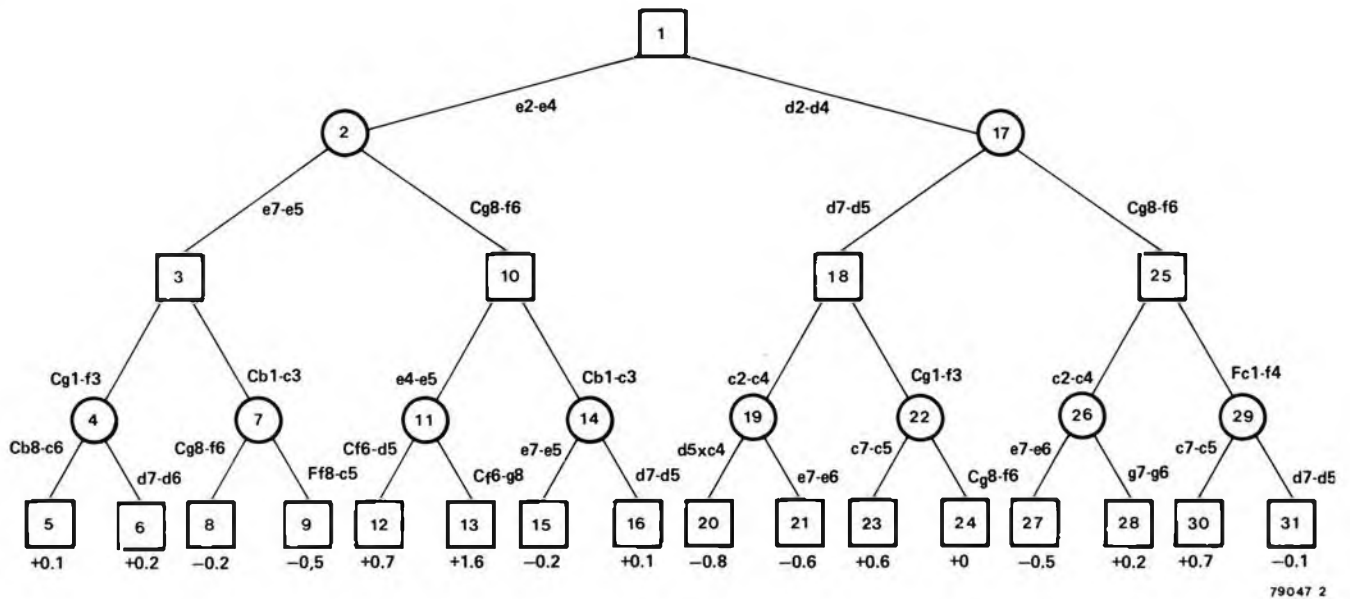 1
e2-e4
d2-d4
2
17
e7-e5
Cg8-f6
d7-d5
Cg8-f6
3
10
18
25
Cg1-f3
Cb1-c3
e4-e5
Cb1-c3
c2-c4
Cg1-f3
c2-c4
Fc1-f4
4
7
11
14
19
22
26
29
Cb8-c6
d7-d6
Cg8-f6
Ff8-c5
Cf6-d5
Cf6-g8
e7-e5
d7-d5
d5xc4
e7-e6
c7-c5
Cg8-f6
e7-e6
g7-g6
c7-c5
d7-d5
5
6
8
9
12
13
15
16
20
21
23
24
27
28
30
31
+0.1
+0.2
−0.2
−0,5
+0.7
+1.6
−0.2
+0.1
−0.8
−0.6
+0.6
+0
−0.5
+0.2
+0.7
−0.1
79047 2